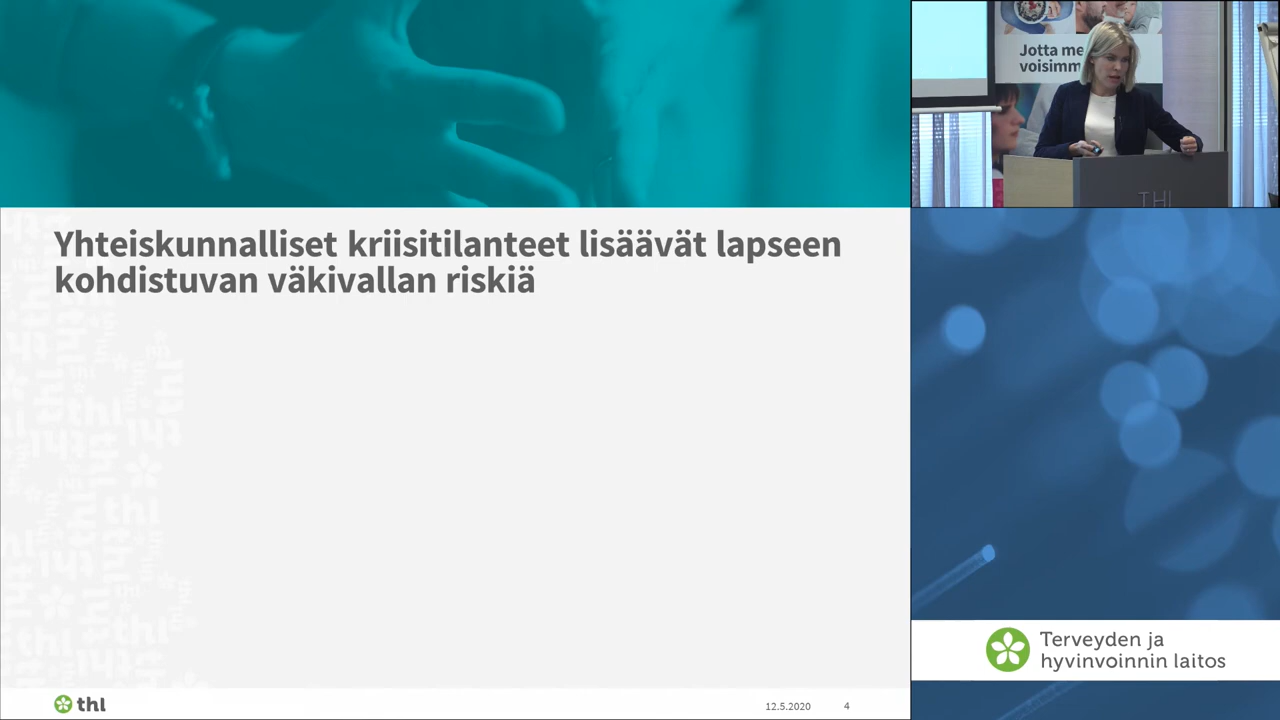 Jotta me
voisimm
THL
Yhteiskunnalliset kriisitilanteet lisäävät lapseen
kohdistuvan väkivallan riskiä
Terveyden ja
hyvinvoinnin laitos
thl
12.5.2020
4